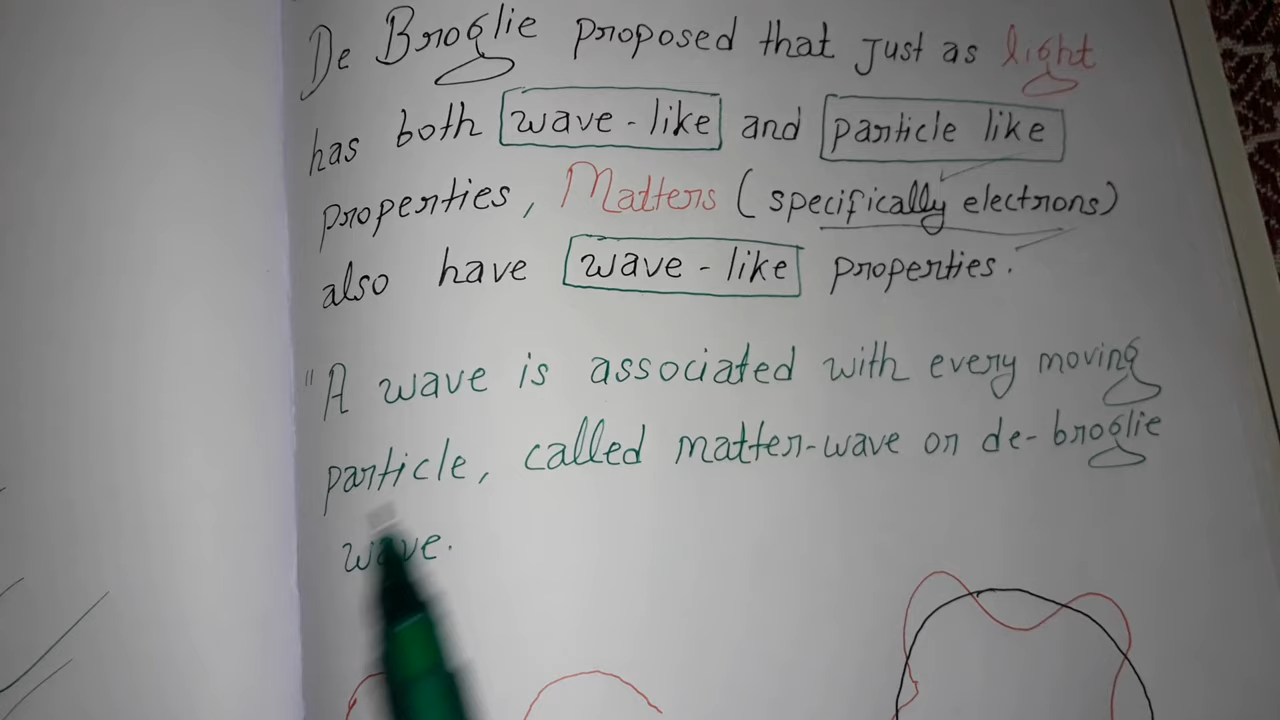 De Broglie proposed that just as light
has both wave-like and particle like
properties, Matters (specifically electrons)
also have wave-like properties.
"A wave is associated with every moving
particle, called matter-wave or de-broglie
wave.